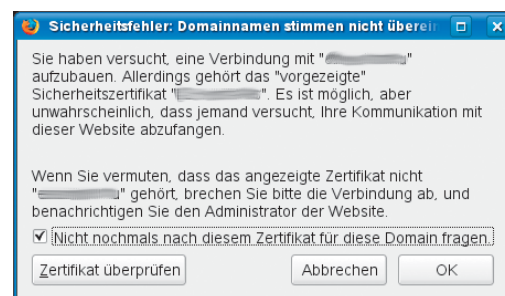 Sicherheitsfehler: Domainnamen stimmen nicht überein
Sie haben versucht, eine Verbindung mit " "
aufzubauen. Allerdings gehört das "vorgezeigte"
Sicherheitszertifikat " ". Es ist möglich, aber
unwahrscheinlich, dass jemand versucht, Ihre Kommunikation mit
dieser Website abzufangen.
Wenn Sie vermuten, dass das angezeigte Zertifikat nicht
" " gehört, brechen Sie bitte die Verbindung ab, und
benachrichtigen Sie den Administrator der Website.
Nicht nochmals nach diesem Zertifikat für diese Domain fragen.
Zertifikat überprüfen Abbrechen OK